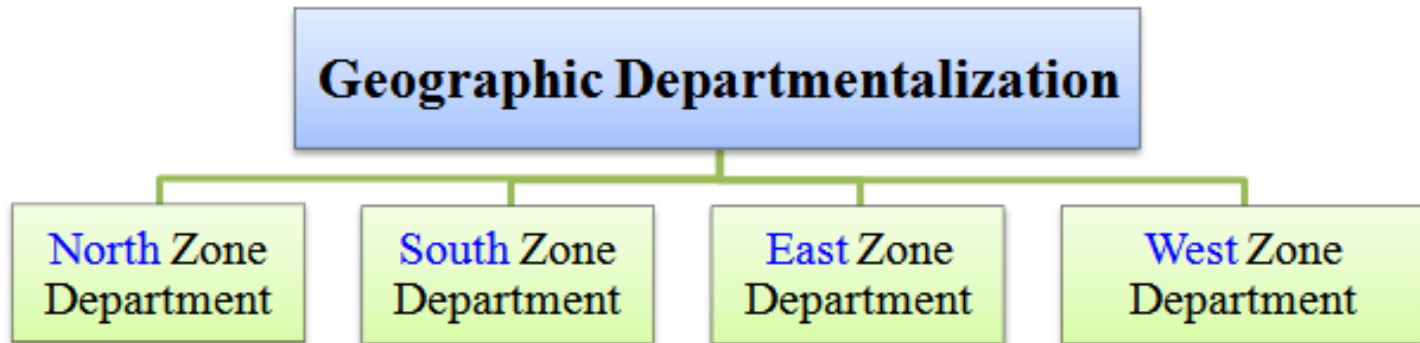 Geographic Departmentalization
North Zone
Department
South Zone
Department
East Zone
Department
West Zone
Department